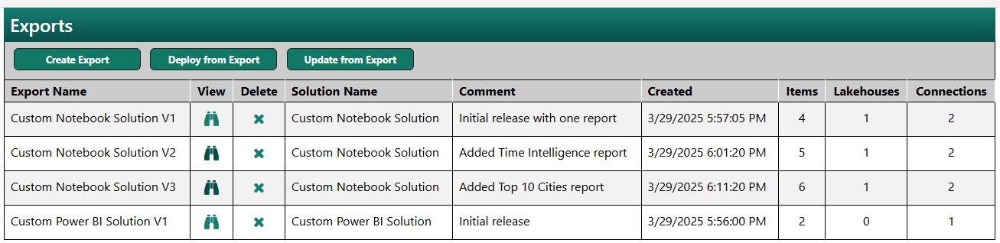 Exports
Create Export Deploy from Export Update from Export
Export Name View Delete Solution Name Comment Created Items Lakehouses Connections
Custom Notebook Solution V1 Custom Notebook Solution Initial release with one report 3/29/2025 5:57:05 PM 4 1 2
Custom Notebook Solution V2 Custom Notebook Solution Added Time Intelligence report 3/29/2025 6:01:20 PM 5 1 2
Custom Notebook Solution V3 Custom Notebook Solution Added Top 10 Cities report 3/29/2025 6:11:20 PM 6 1 2
Custom Power BI Solution V1 Custom Power BI Solution Initial release 3/29/2025 5:56:00 PM 2 0 1